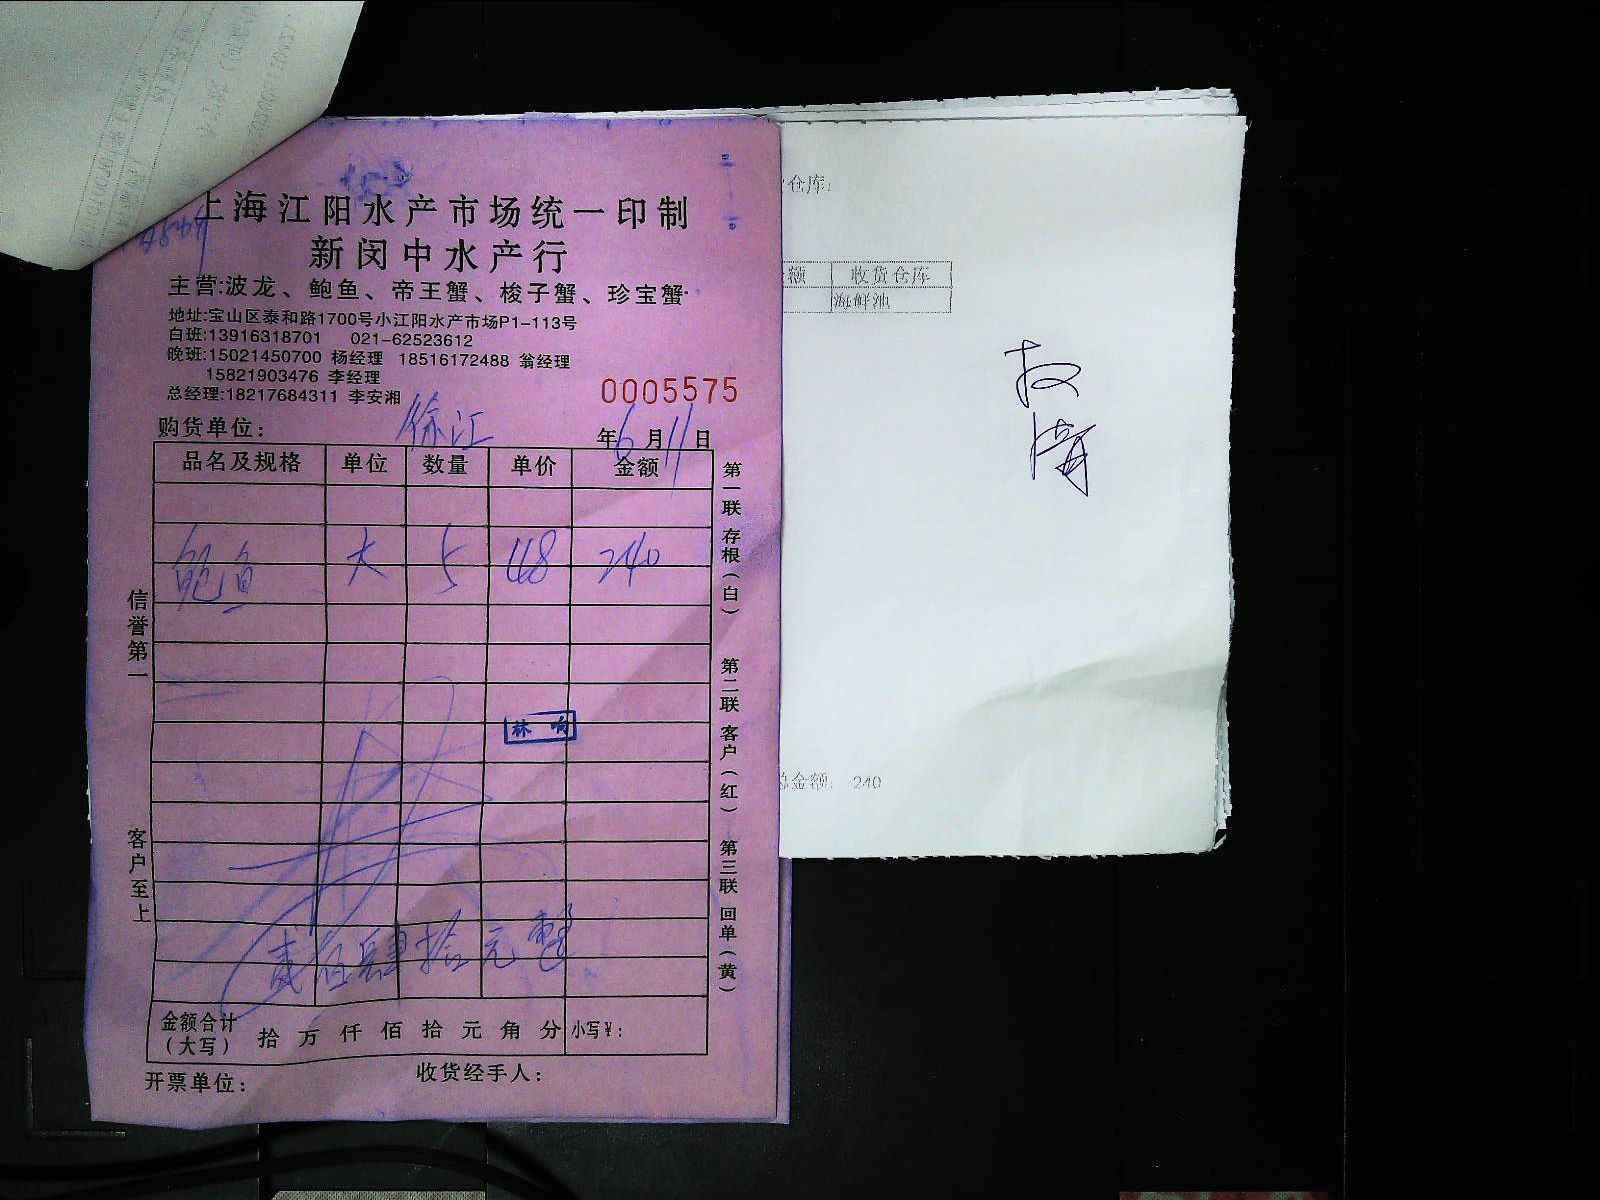 上海江阳水产市场统一印制
新闵中水产行
主营:波龙、鲍鱼、帝王蟹、梭子蟹、珍宝蟹
地址:宝山区泰和路1700号小江阳水产市场P1-113号
白班:13916318701 021-62523612
晚班:15021450700 杨经理 18516172488 翁经理
15821903476 李经理
总经理:18217684311 李安湘
0005575
购货单位: 徐汇 年 6 月 11 日
品名及规格 单位 数量 单价 金额
鲍鱼 大 5 48 240
林
贰佰肆拾元整
金额合计(大写) 拾 万 仟 佰 拾 元 角 分 小写¥:
开票单位: 收货经手人:
信誉第一
客户至上
第一联 存根(白)
第二联 客户(红)
第三联 回单(黄)
仓库:
额 收货仓库
海鲜池
总金额: 240